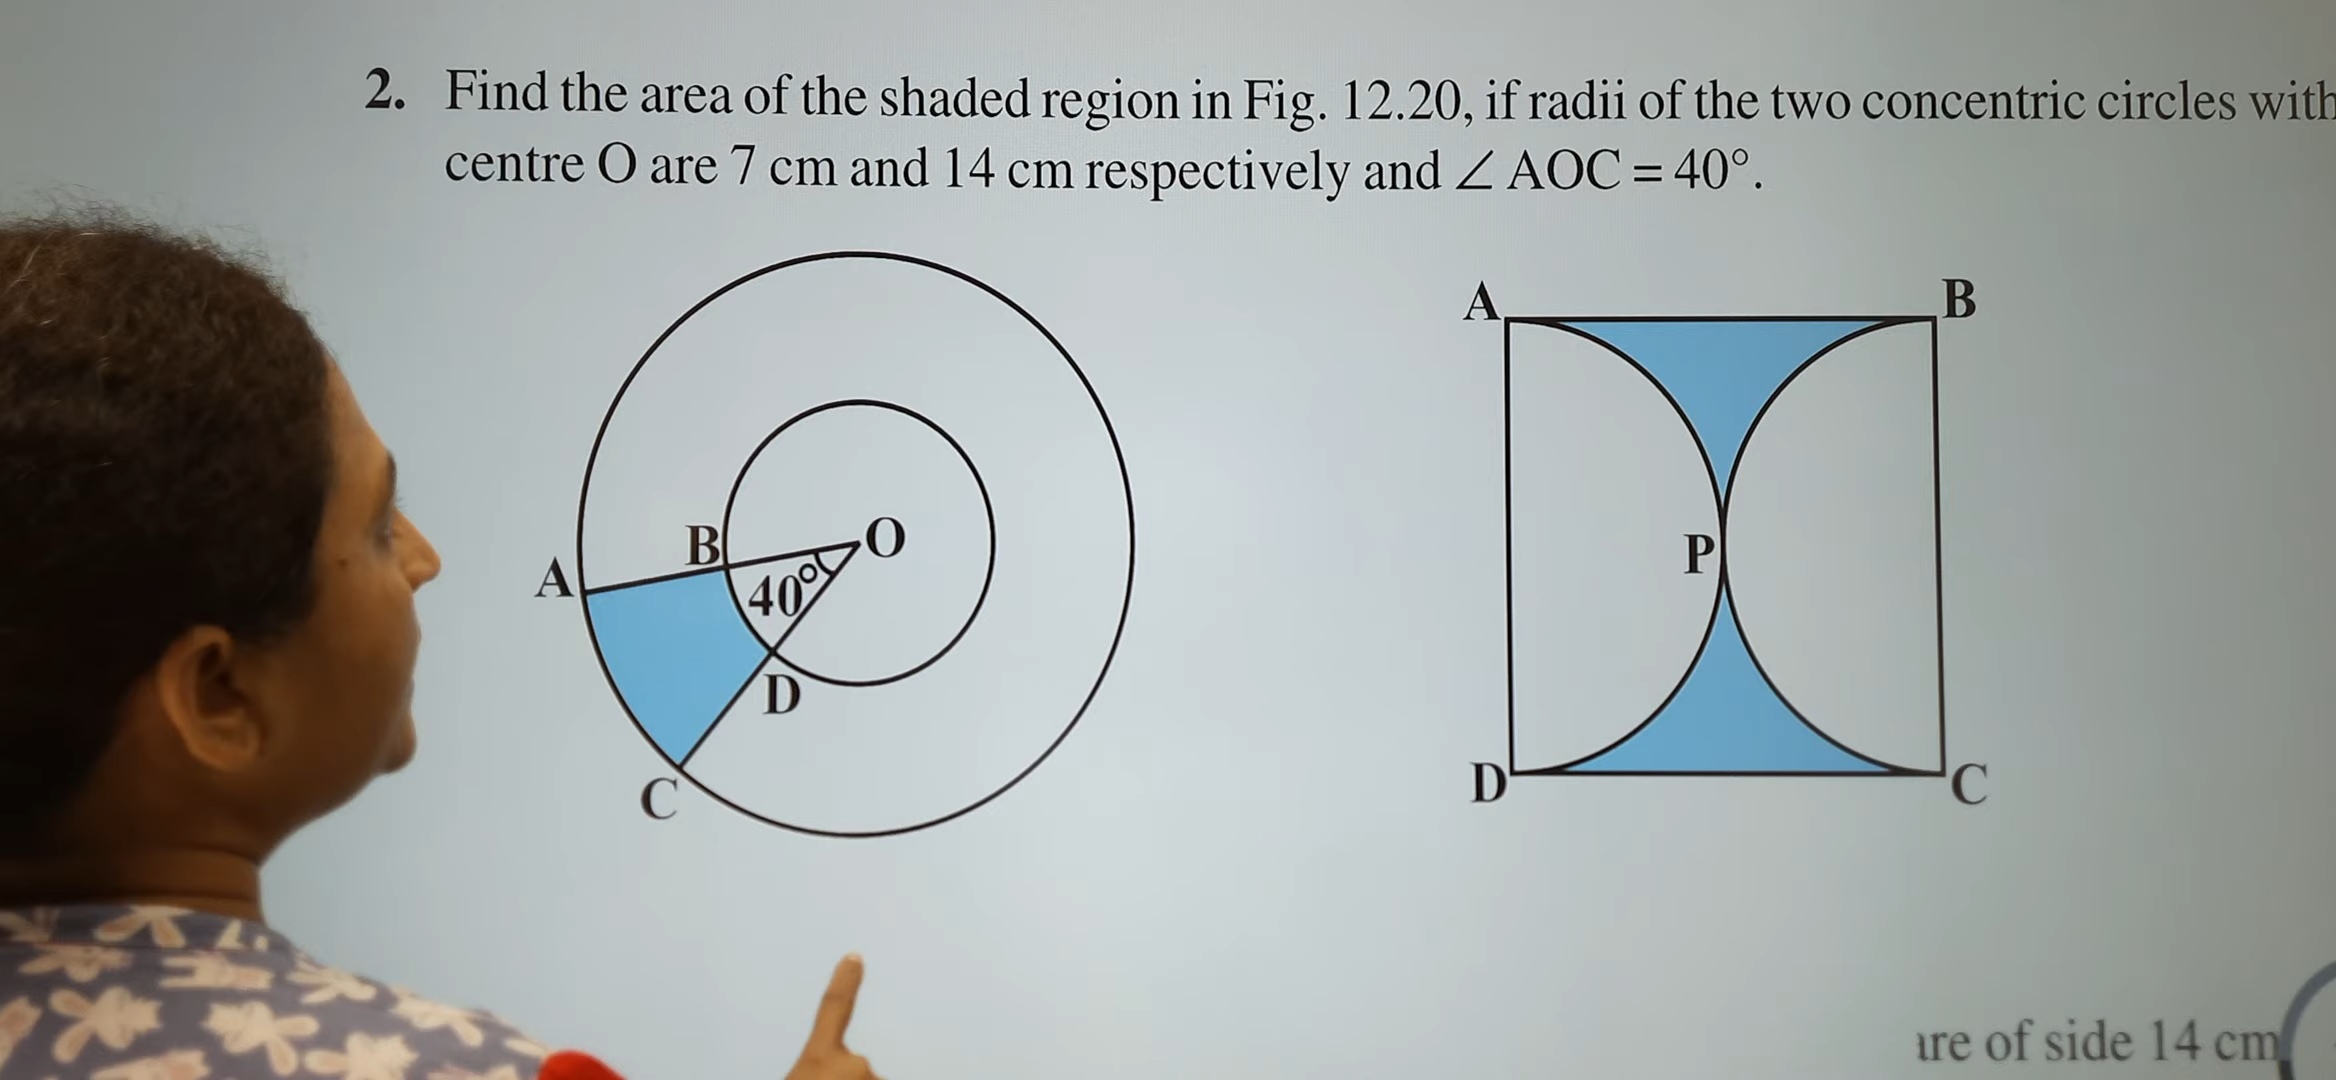 2. Find the area of the shaded region in Fig. 12.20, if radii of the two concentric circles with
centre O are 7 cm and 14 cm respectively and ∠ AOC = 40°.
A
B
O
40°
D
C
A
B
P
D
C
of side 14 cm